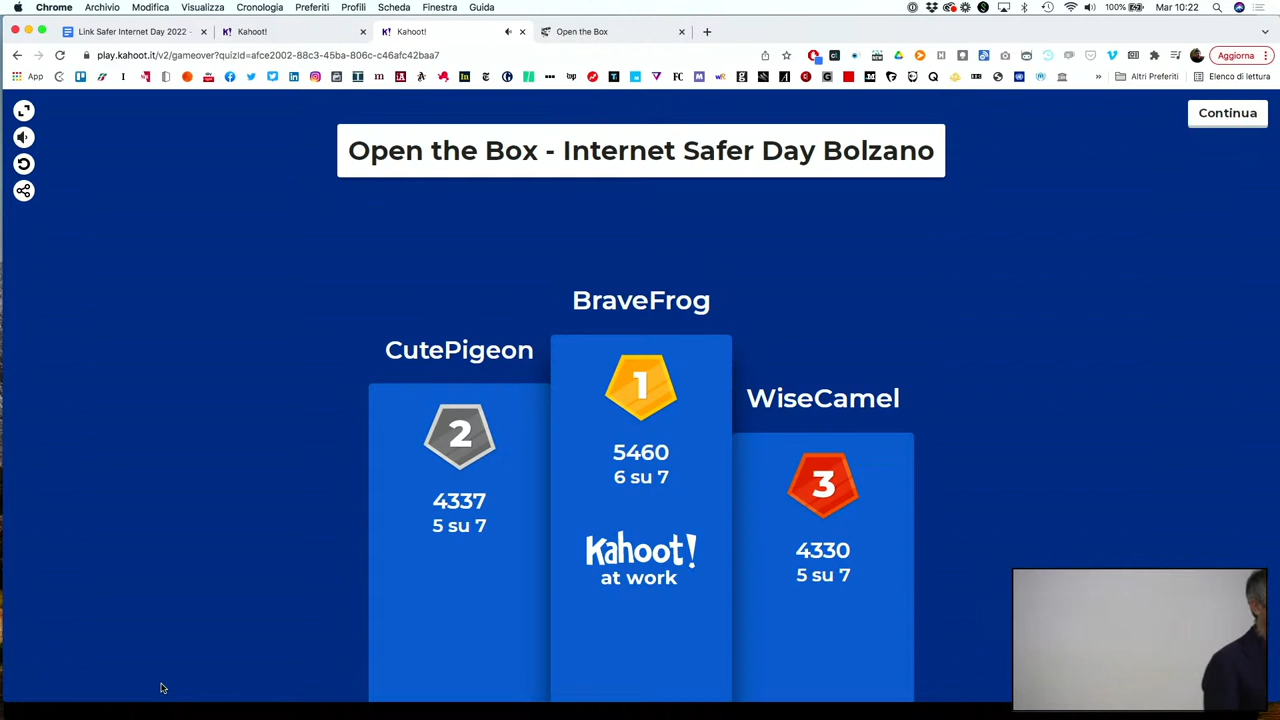 Chrome Archivio Modifica Visualizza Cronologia Preferiti Profili Scheda Finestra Guida 100% Mar 10:22
Link Safer Internet Day 2022 - Kahoot! Kahoot! Open the Box
play.kahoot.it/v2/gameover?quizId=afce2002-88c3-45ba-806c-c46afc42baa7 Aggiorna
App Altri Preferiti Elenco di lettura
Continua
Open the Box - Internet Safer Day Bolzano
BraveFrog
CutePigeon
1
WiseCamel
2
5460
6 su 7
3
4337
5 su 7
Kahoot!
at work
4330
5 su 7